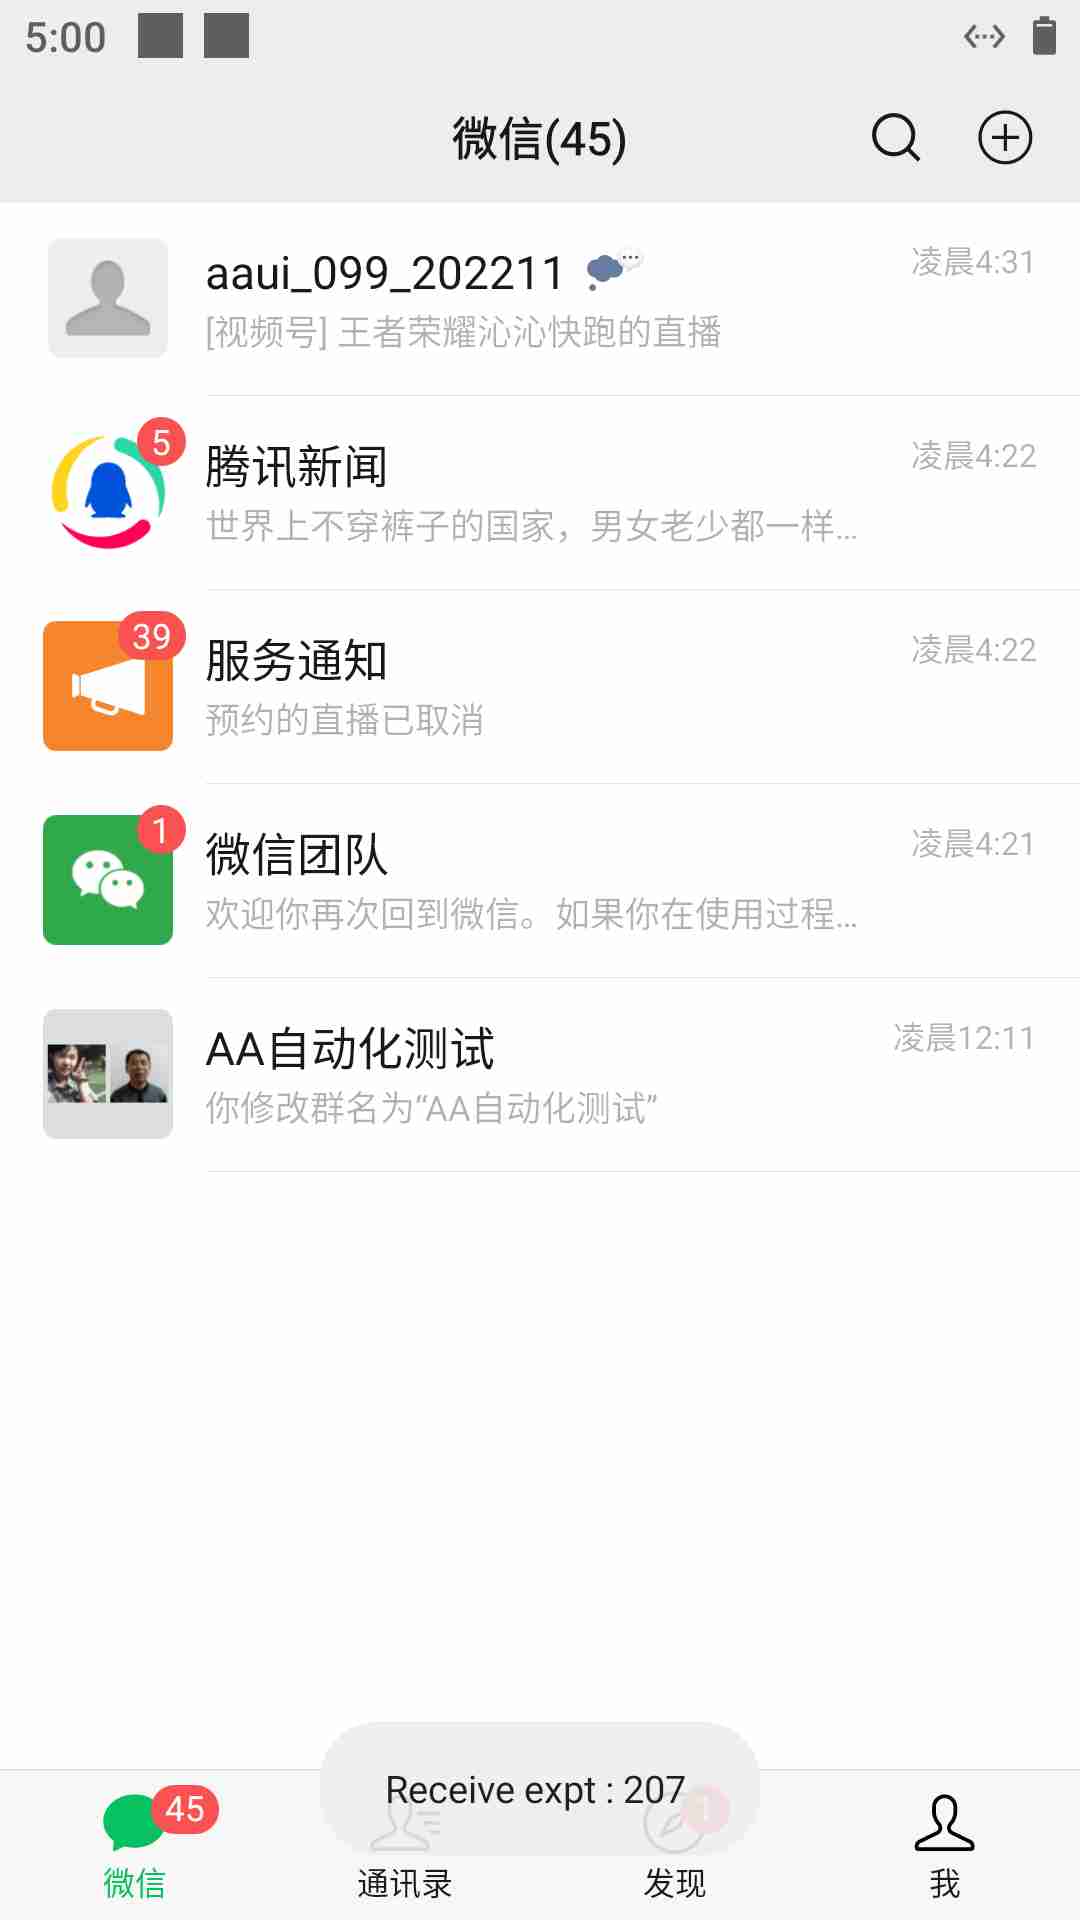 5:00
微信(45)
aaui_099_202211
凌晨4:31
[视频号] 王者荣耀沁沁快跑的直播
5
腾讯新闻
凌晨4:22
世界上不穿裤子的国家，男女老少都一样...
39
服务通知
凌晨4:22
预约的直播已取消
1
微信团队
凌晨4:21
欢迎你再次回到微信。如果你在使用过程...
AA自动化测试
凌晨12:11
你修改群名为“AA自动化测试”
Receive expt : 207
45
1
微信
通讯录
发现
我